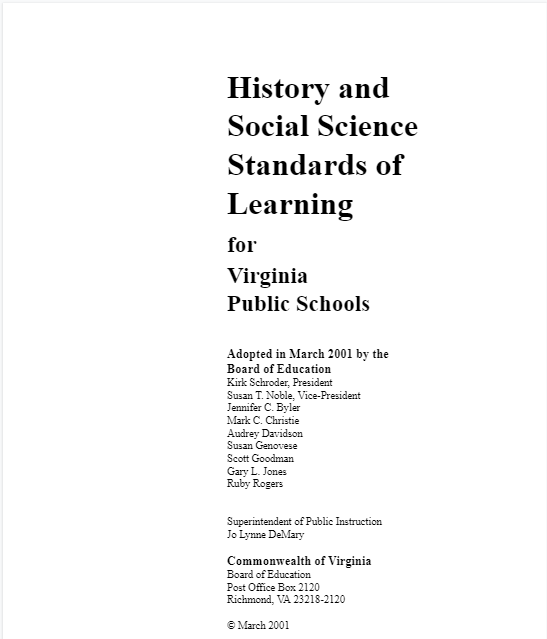 History and
Social Science
Standards of
Learning
for
Virginia
Public Schools
Adopted in March 2001 by the
Board of Education
Kirk Schroder, President
Susan T. Noble, Vice-President
Jennifer C. Byler
Mark C. Christie
Audrey Davidson
Susan Genovese
Scott Goodman
Gary L. Jones
Ruby Rogers
Superintendent of Public Instruction
Jo Lynne DeMary
Commonwealth of Virginia
Board of Education
Post Office Box 2120
Richmond, VA 23218-2120
© March 2001